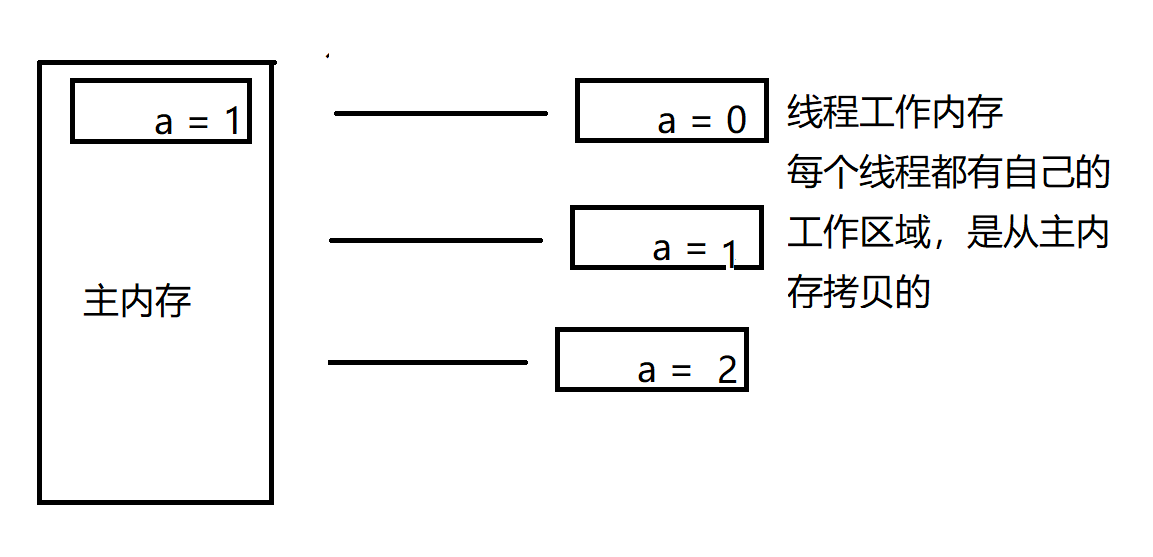 a = 1
a = 0
线程工作内存
每个线程都有自己的
工作区域，是从主内
存拷贝的
a = 1
主内存
a = 2